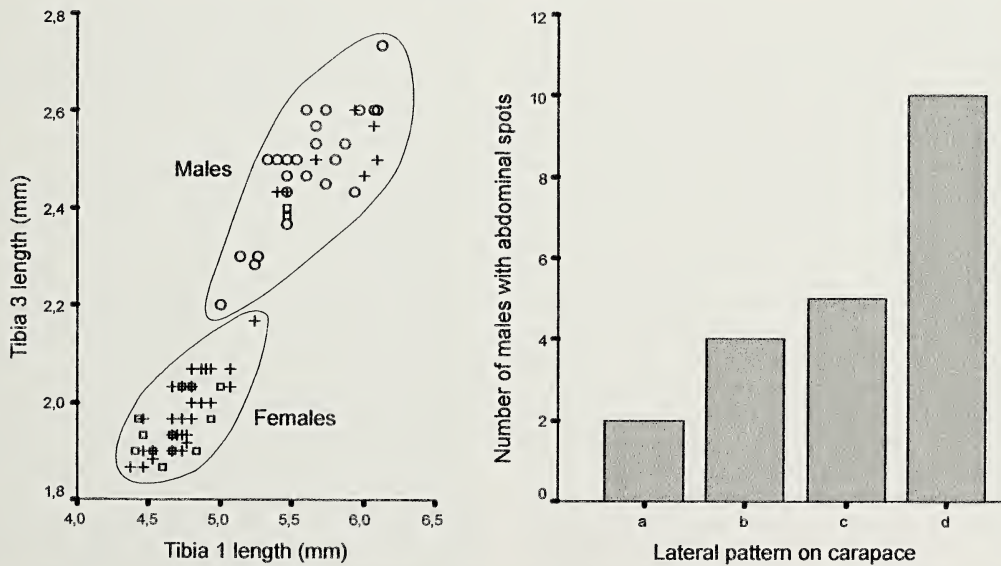 2,8
2,6
2,4
2,2
2,0
1,8
Tibia 3 length (mm)
Males
Females
4,0 4,5 5,0 5,5 6,0 6,5
Tibia 1 length (mm)
12
10
8
6
4
2
0
Number of males with abdominal spots
a b c d
Lateral pattern on carapace